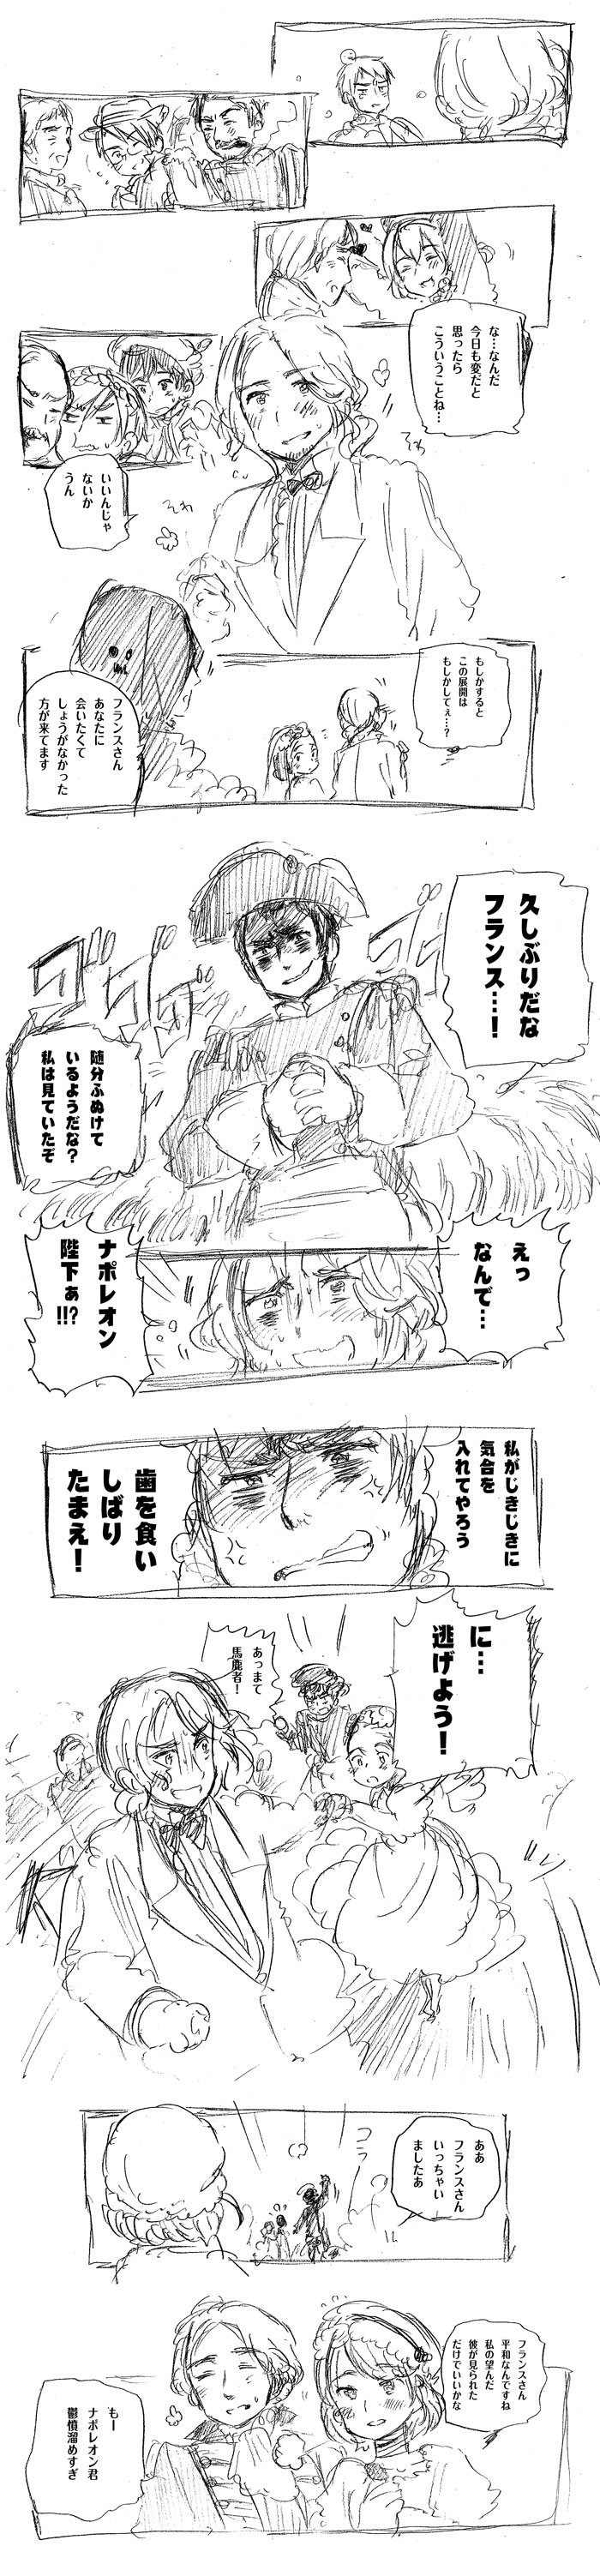 な…なんだ
今日も変だと
思ったら
こういうことね…
そわ
いいんじゃ
ないか
うん
そわ
もしかすると
この展開は
もしかしてぇ…?
フランスさん
あなたに
会いたくて
しょうがなかった
方が来てます
久しぶりだな
フランス…!
ゴゴゴゴ
随分ふぬけて
いるようだな?
私は見ていたぞ
えっ
なんで…
ナポレオン
陛下ぁ!!?
私がじきじきに
気合を
入れてやろう
歯を食い
しばり
たまえ!
に…
逃げよう!
あっまて
馬鹿者!
ああ
フランスさん
いっちゃい
ましたあ
コラー
フランスさん
平和なんですね
私の望んだ
彼が見られた
だけでいいかな
もー
ナポレオン君
鬱憤溜めすぎ